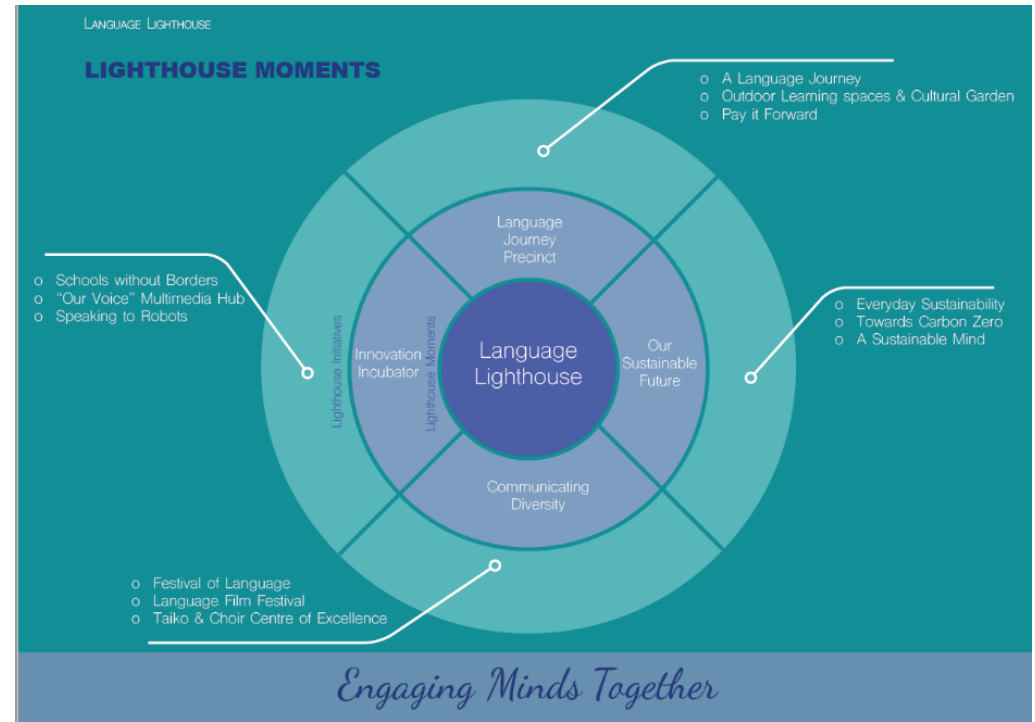 LANGUAGE LIGHTHOUSE
LIGHTHOUSE MOMENTS
o A Language Journey
o Outdoor Learning spaces & Cultural Garden
o Pay it Forward
Language
Journey
Precinct
o Schools without Borders
o “Our Voice” Multimedia Hub
o Speaking to Robots
o Everyday Sustainability
o Towards Carbon Zero
o A Sustainable Mind
Lighthouse Initiatives
Innovation
Incubator
Lighthouse Moments
Language
Lighthouse
Our
Sustainable
Future
Communicating
Diversity
o Festival of Language
o Language Film Festival
o Taiko & Choir Centre of Excellence
Engaging Minds Together